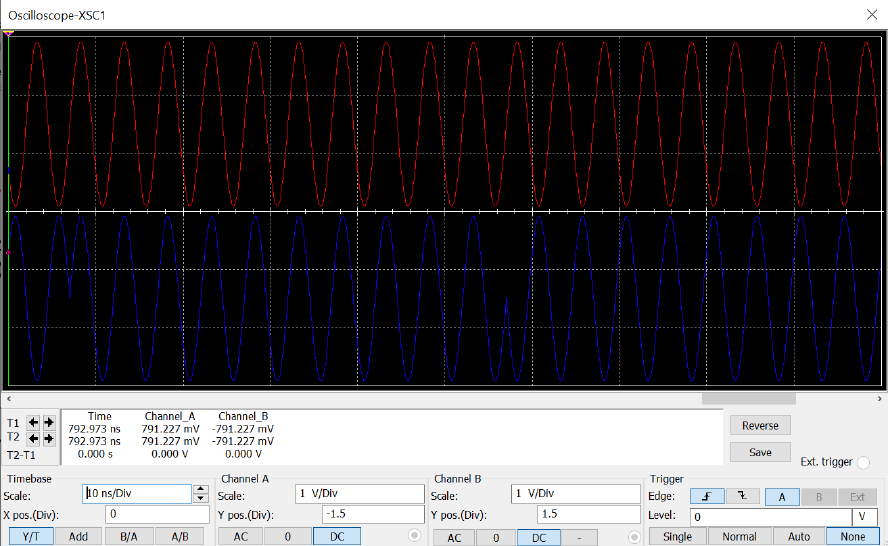 Oscilloscope-XSC1
T1
T2
T2-T1
Time Channel_A Channel_B
792.973 ns 791.227 mV -791.227 mV
792.973 ns 791.227 mV -791.227 mV
0.000 s 0.000 V 0.000 V
Reverse
Save
Ext. trigger
Timebase
Scale: 10 ns/Div
X pos.(Div): 0
Y/T Add B/A A/B
Channel A
Scale: 1 V/Div
Y pos.(Div): -1.5
AC 0 DC
Channel B
Scale: 1 V/Div
Y pos.(Div): 1.5
AC 0 DC -
Trigger
Edge: A B Ext
Level: 0 V
Single Normal Auto None